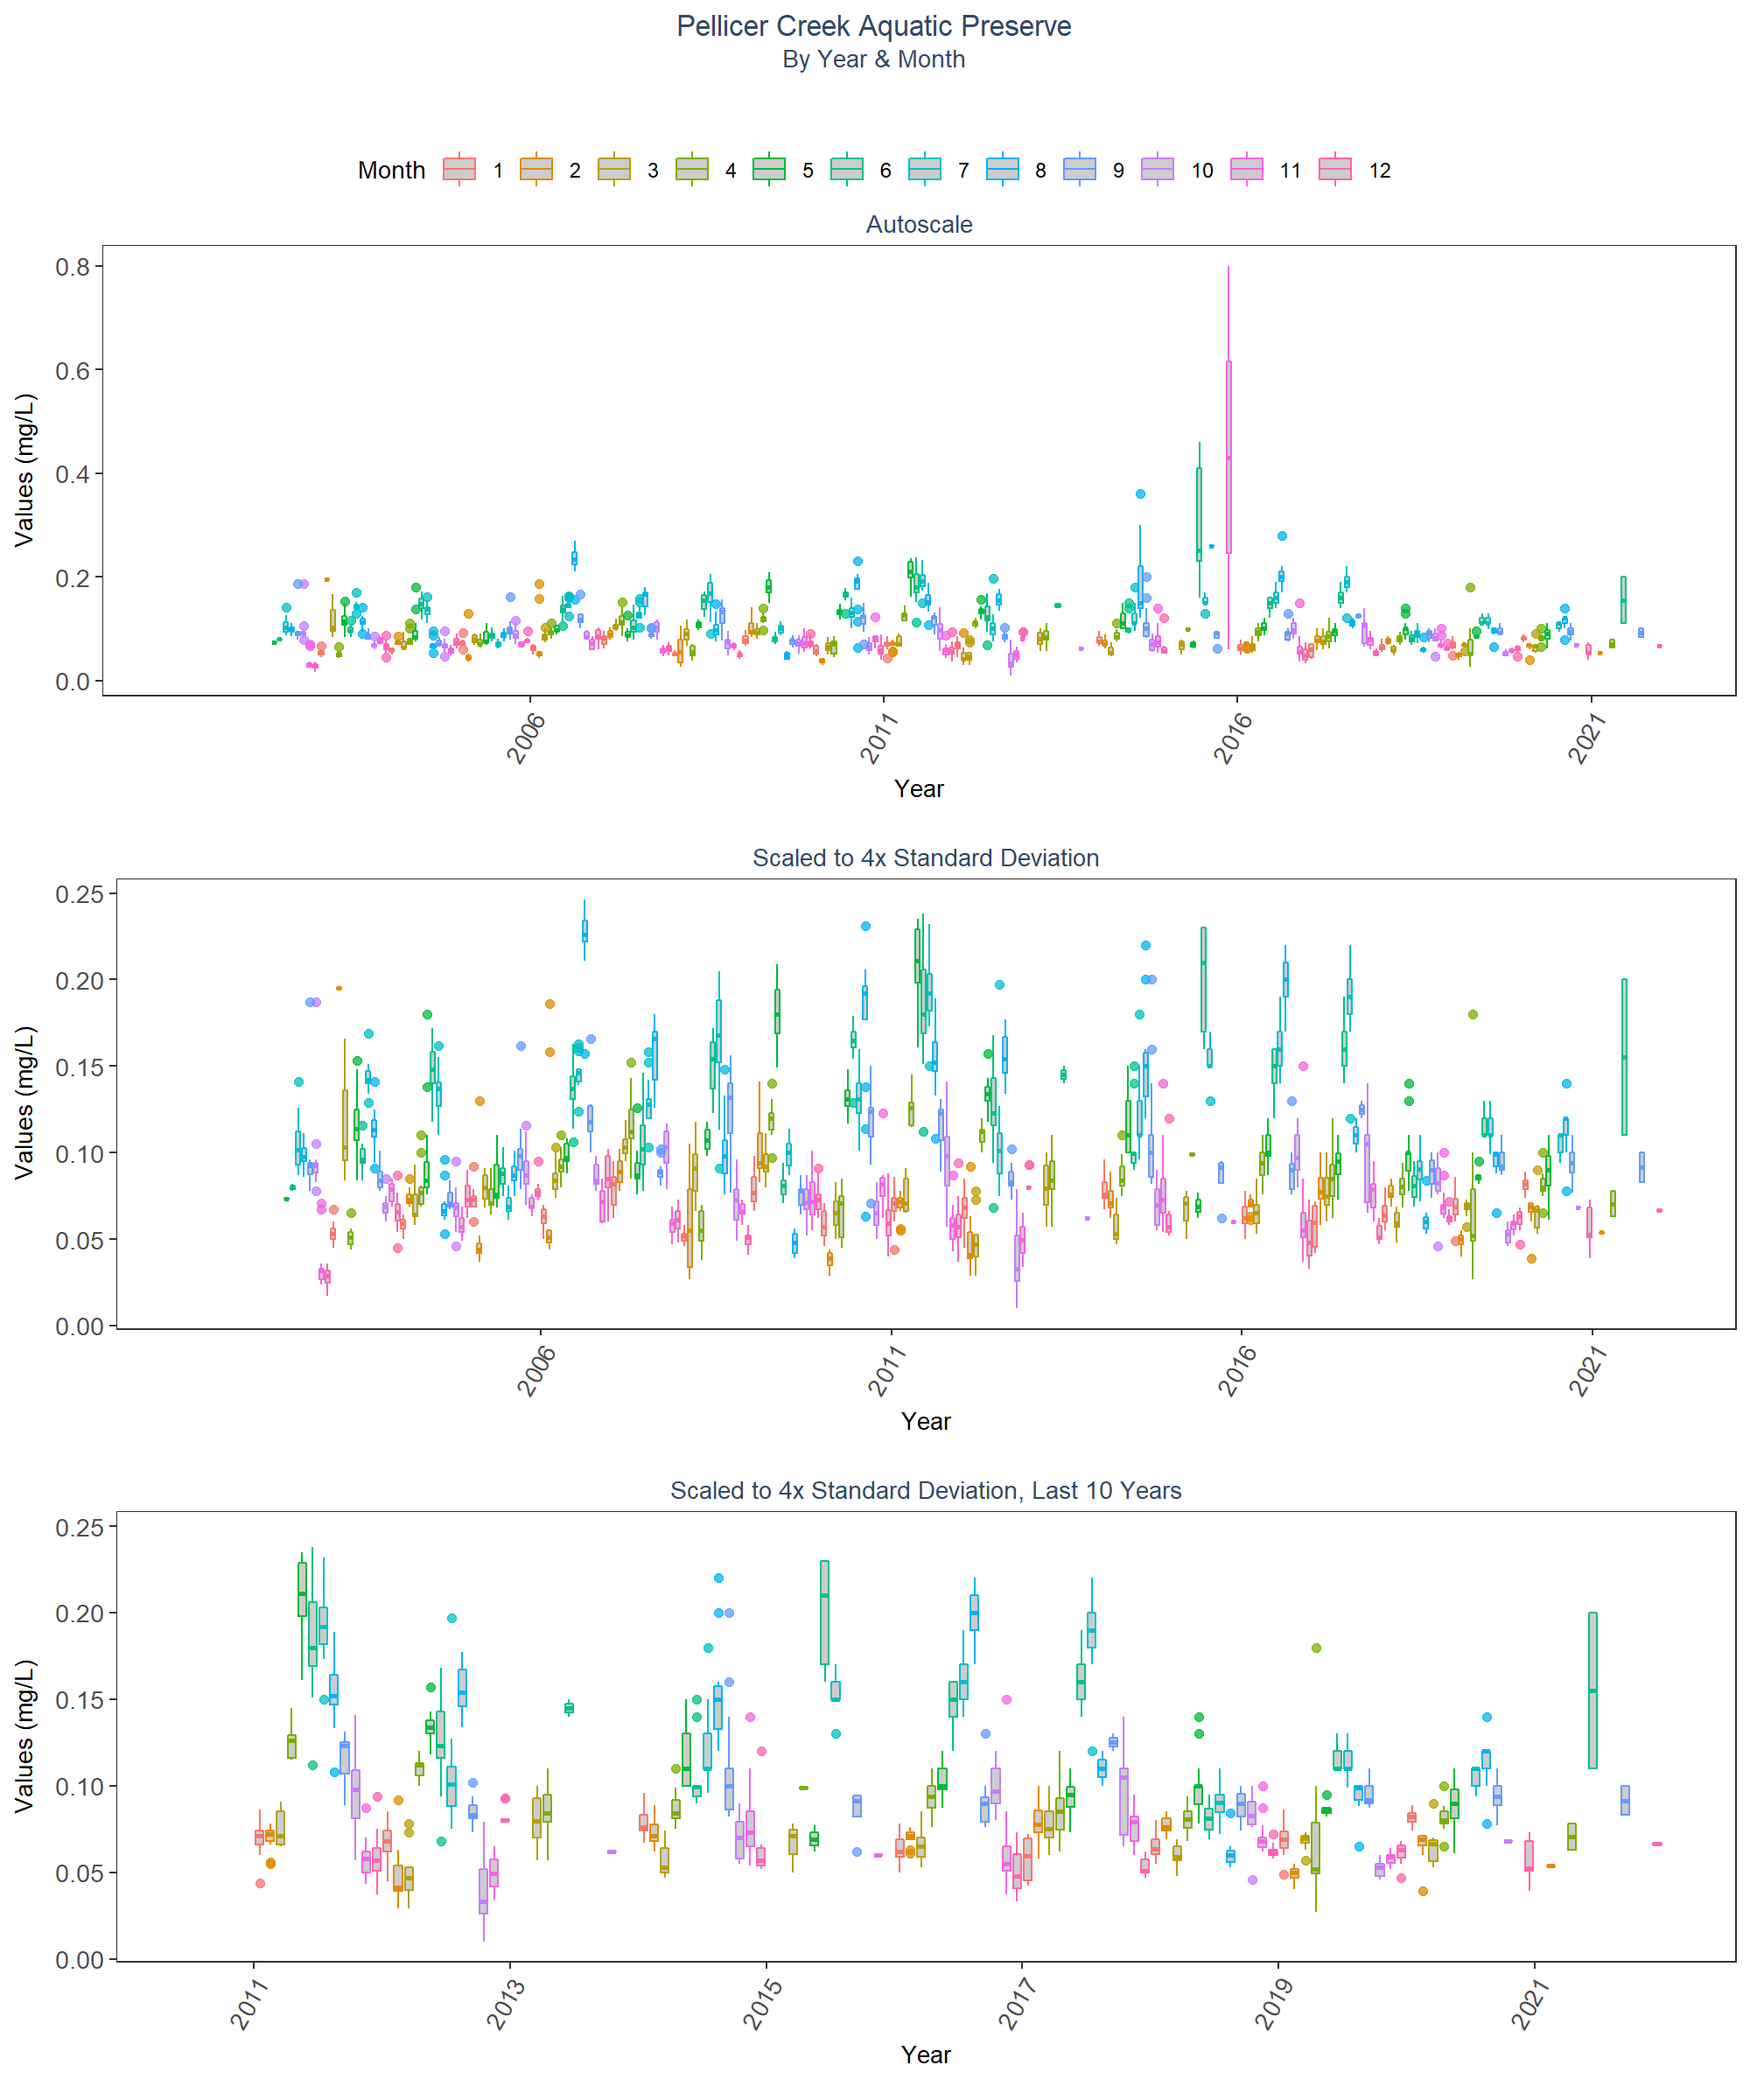 Pellicer Creek Aquatic Preserve
By Year & Month
Month 1 2 3 4 5 6 7 8 9 10 11 12
Autoscale
Values (mg/L)
0.8
0.6
0.4
0.2
0.0
2006 2011 2016 2021
Year
Scaled to 4x Standard Deviation
Values (mg/L)
0.25
0.20
0.15
0.10
0.05
0.00
2006 2011 2016 2021
Year
Scaled to 4x Standard Deviation, Last 10 Years
Values (mg/L)
0.25
0.20
0.15
0.10
0.05
0.00
2011 2013 2015 2017 2019 2021
Year